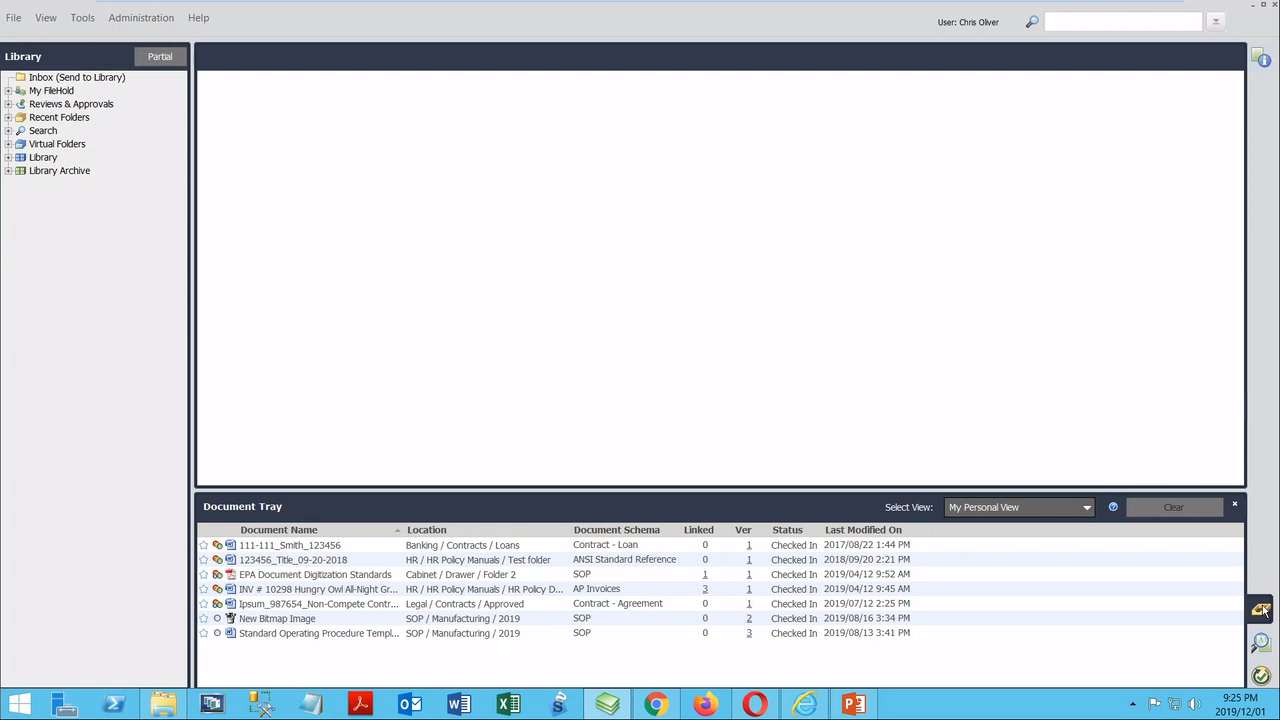 File View Tools Administration Help
User: Chris Oliver
Library Partial
Inbox (Send to Library)
My FileHold
Reviews & Approvals
Recent Folders
Search
Virtual Folders
Library
Library Archive
Document Tray Select View: My Personal View Clear
Document Name Location Document Schema Linked Ver Status Last Modified On
111-111_Smith_123456 Banking / Contracts / Loans Contract - Loan 0 1 Checked In 2017/08/22 1:44 PM
123456_Title_09-20-2018 HR / HR Policy Manuals / Test folder ANSI Standard Reference 0 1 Checked In 2018/09/20 2:21 PM
EPA Document Digitization Standards Cabinet / Drawer / Folder 2 SOP 1 1 Checked In 2019/04/12 9:52 AM
INV # 10298 Hungry Owl All-Night Gr... HR / HR Policy Manuals / HR Policy D... AP Invoices 3 1 Checked In 2019/04/12 9:45 AM
Ipsum_987654_Non-Compete Contr... Legal / Contracts / Approved Contract - Agreement 0 1 Checked In 2019/07/12 2:25 PM
New Bitmap Image SOP / Manufacturing / 2019 SOP 0 2 Checked In 2019/08/16 3:34 PM
Standard Operating Procedure Templ... SOP / Manufacturing / 2019 SOP 0 3 Checked In 2019/08/13 3:41 PM
9:25 PM
2019/12/01